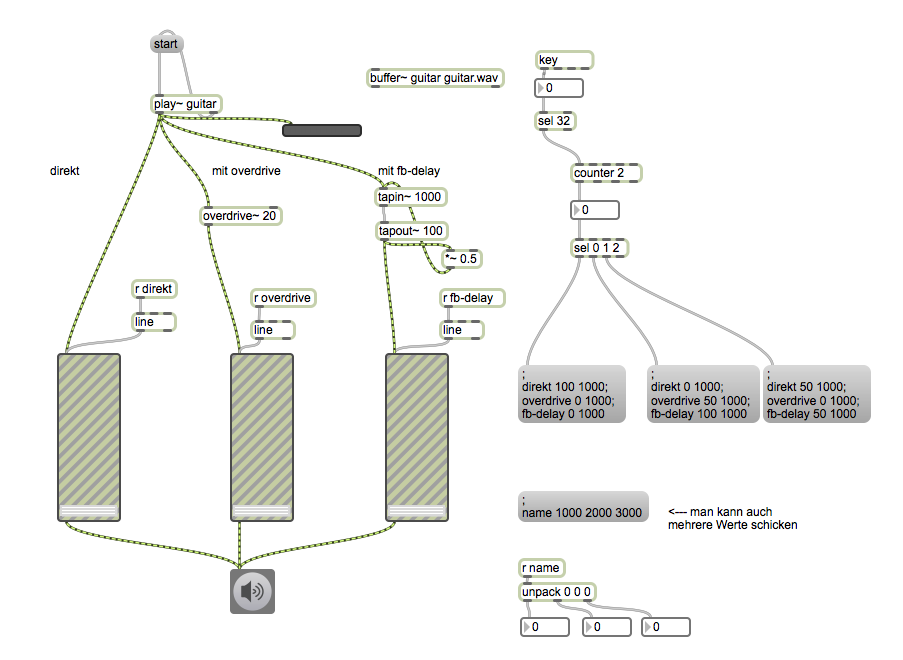 start
play~ guitar
buffer~ guitar guitar.wav
direkt
mit overdrive
mit fb-delay
overdrive~ 20
tapin~ 1000
tapout~ 100
*~ 0.5
r direkt
line
r overdrive
line
r fb-delay
line
key
0
sel 32
counter 2
0
sel 0 1 2
;
direkt 100 1000;
overdrive 0 1000;
fb-delay 0 1000
;
direkt 0 1000;
overdrive 50 1000;
fb-delay 100 1000
;
direkt 50 1000;
overdrive 0 1000;
fb-delay 50 1000
;
name 1000 2000 3000
<--- man kann auch
mehrere Werte schicken
r name
unpack 0 0 0
0
0
0